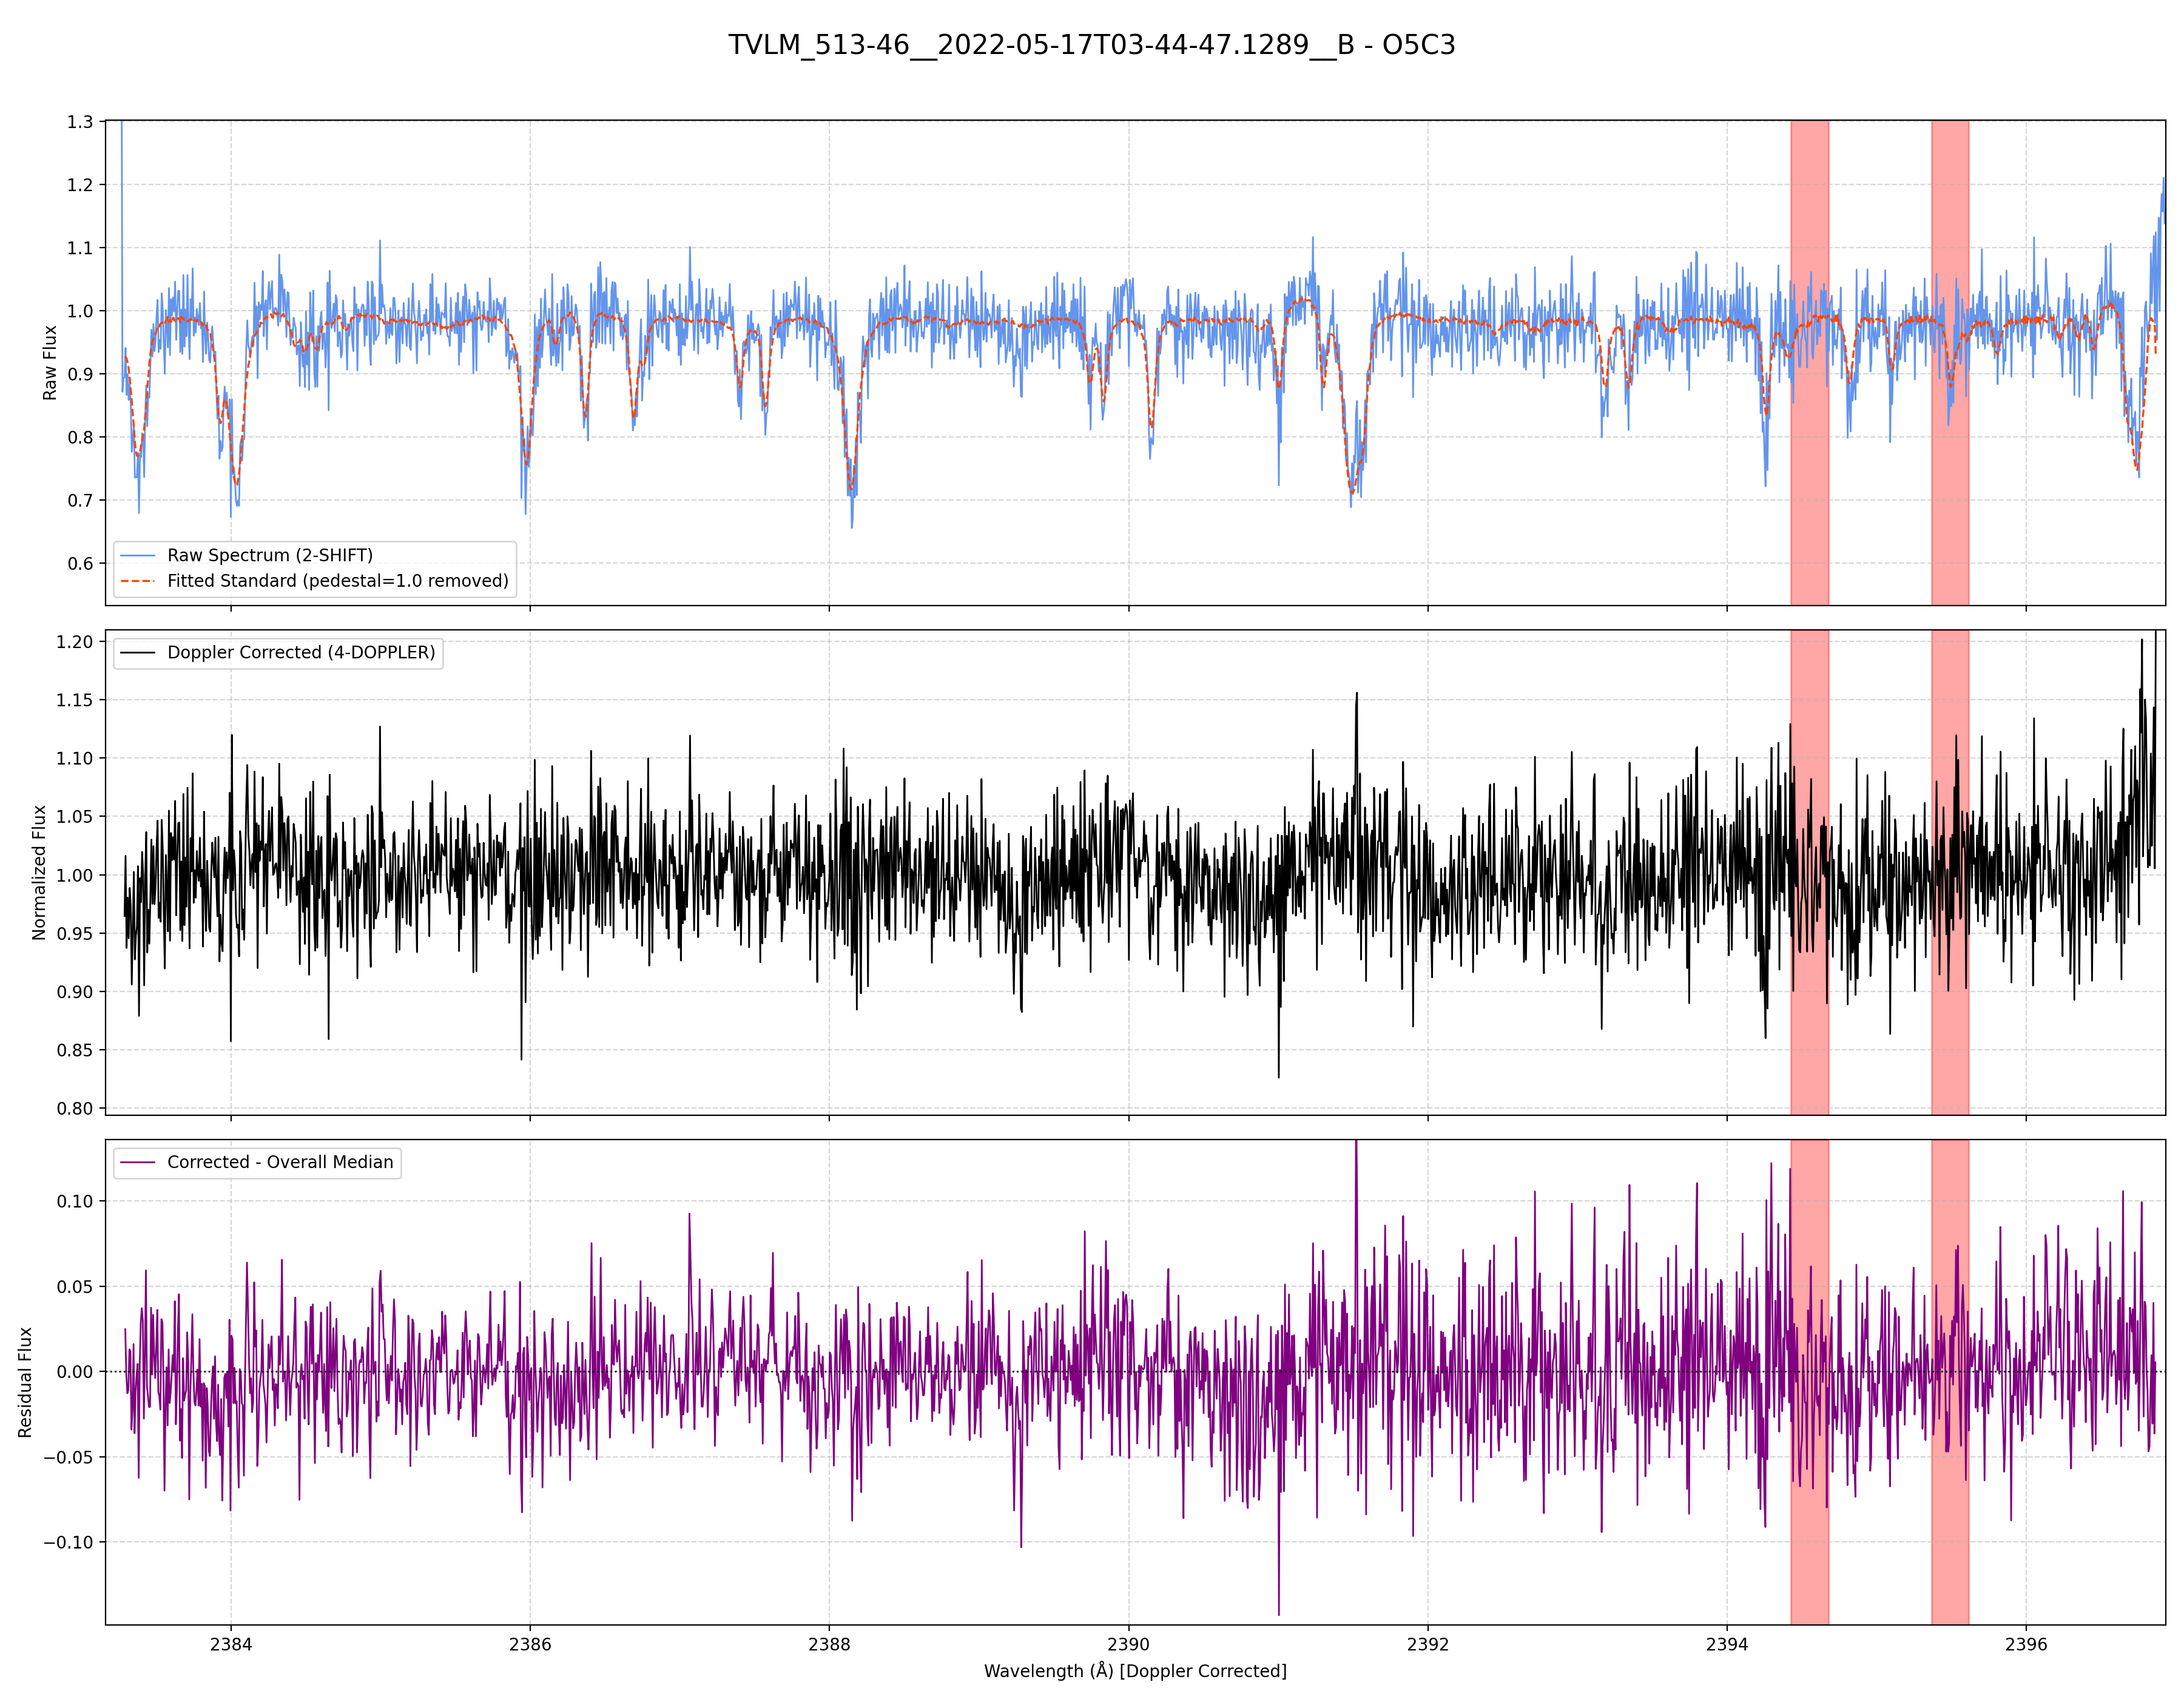 TVLM_513-46__2022-05-17T03-44-47.1289__B - O5C3
1.3
1.2
1.1
1.0
0.9
0.8
0.7
0.6
Raw Flux
Raw Spectrum (2-SHIFT)
Fitted Standard (pedestal=1.0 removed)
1.20
1.15
1.10
1.05
1.00
0.95
0.90
0.85
0.80
Normalized Flux
Doppler Corrected (4-DOPPLER)
0.10
0.05
0.00
−0.05
−0.10
Residual Flux
Corrected - Overall Median
2384 2386 2388 2390 2392 2394 2396
Wavelength (Å) [Doppler Corrected]